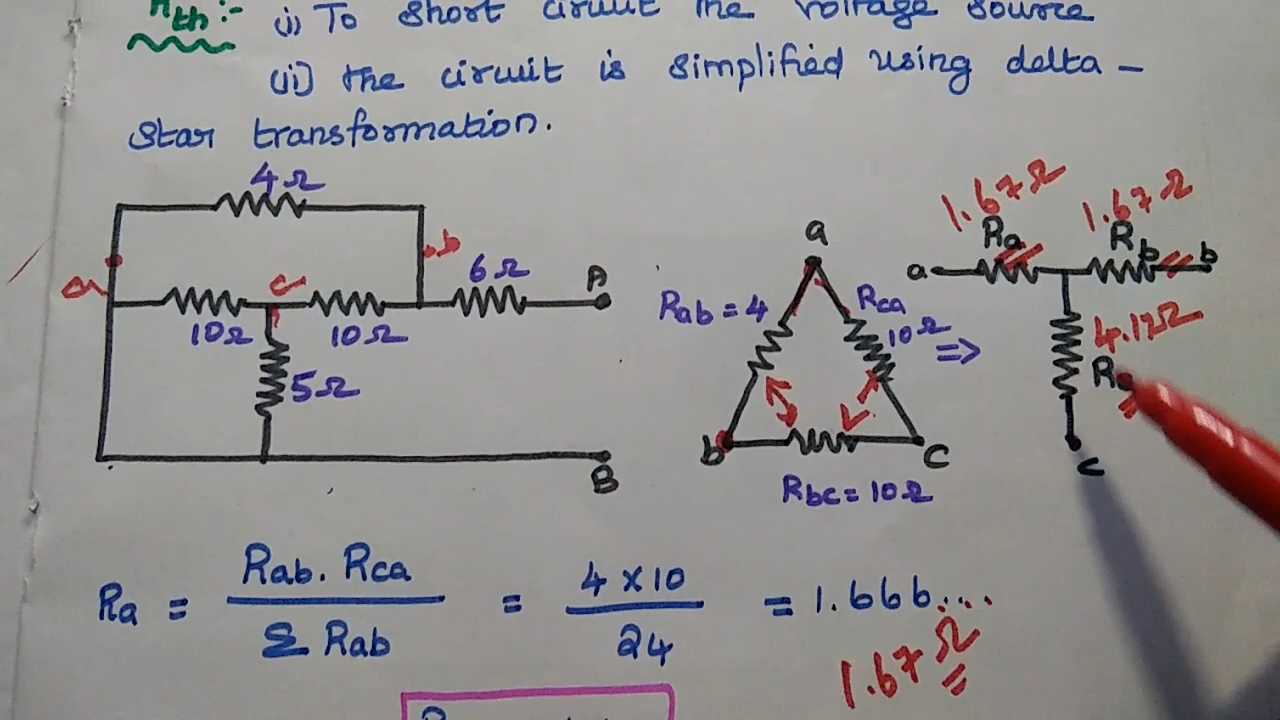 Rth :- (i) To short circuit the voltage source
(ii) the circuit is simplified using delta -
star transformation.
4Ω
a
b
c
10Ω
10Ω
6Ω
A
5Ω
B
a
Rab = 4
Rca
10Ω
b
c
Rbc = 10Ω
⇒
1.67Ω
1.67Ω
Ra
Rb
a
b
4.17Ω
c
Ra = Rab. Rca / Σ Rab = 4 x 10 / 24 = 1.666...
1.67Ω